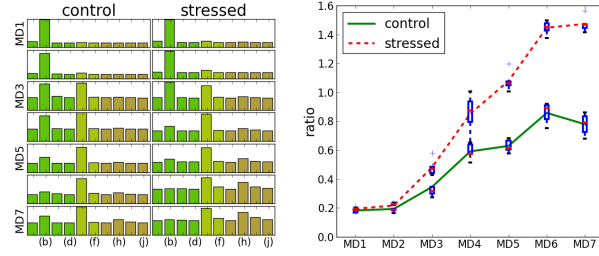 control stressed
MD1
MD3
MD5
MD7
(b) (d) (f) (h) (j) (b) (d) (f) (h) (j)
control
stressed
ratio
1.6
1.4
1.2
1.0
0.8
0.6
0.4
0.2
0.0
MD1 MD2 MD3 MD4 MD5 MD6 MD7